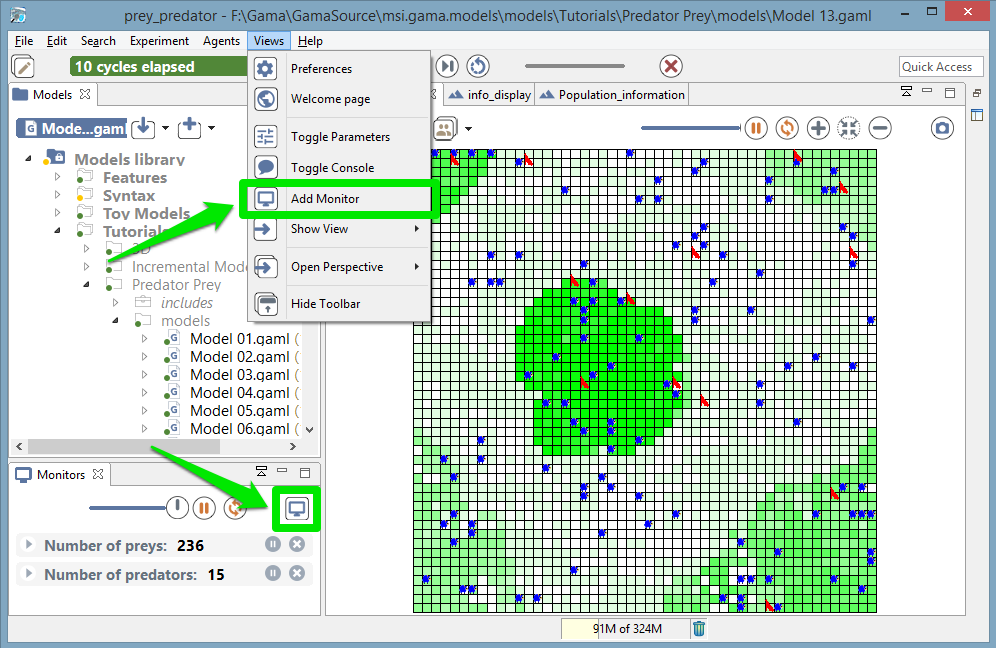 prey_predator - F:\Gama\GamaSource\msi.gama.models\models\Tutorials\Predator Prey\models\Model 13.gaml
File Edit Search Experiment Agents Views Help
10 cycles elapsed
Quick Access
Preferences
Welcome page
Toggle Parameters
Toggle Console
Add Monitor
Show View
Open Perspective
Hide Toolbar
Models
info_display
Population_information
Mode...gaml
Models library
Features
Syntax
Toy Models
Tutorials
3D
Incremental Mode
Predator Prey
includes
models
Model 01.gaml (
Model 02.gaml (
Model 03.gaml (
Model 04.gaml (
Model 05.gaml (
Model 06.gaml (
Monitors
Number of preys: 236
Number of predators: 15
91M of 324M